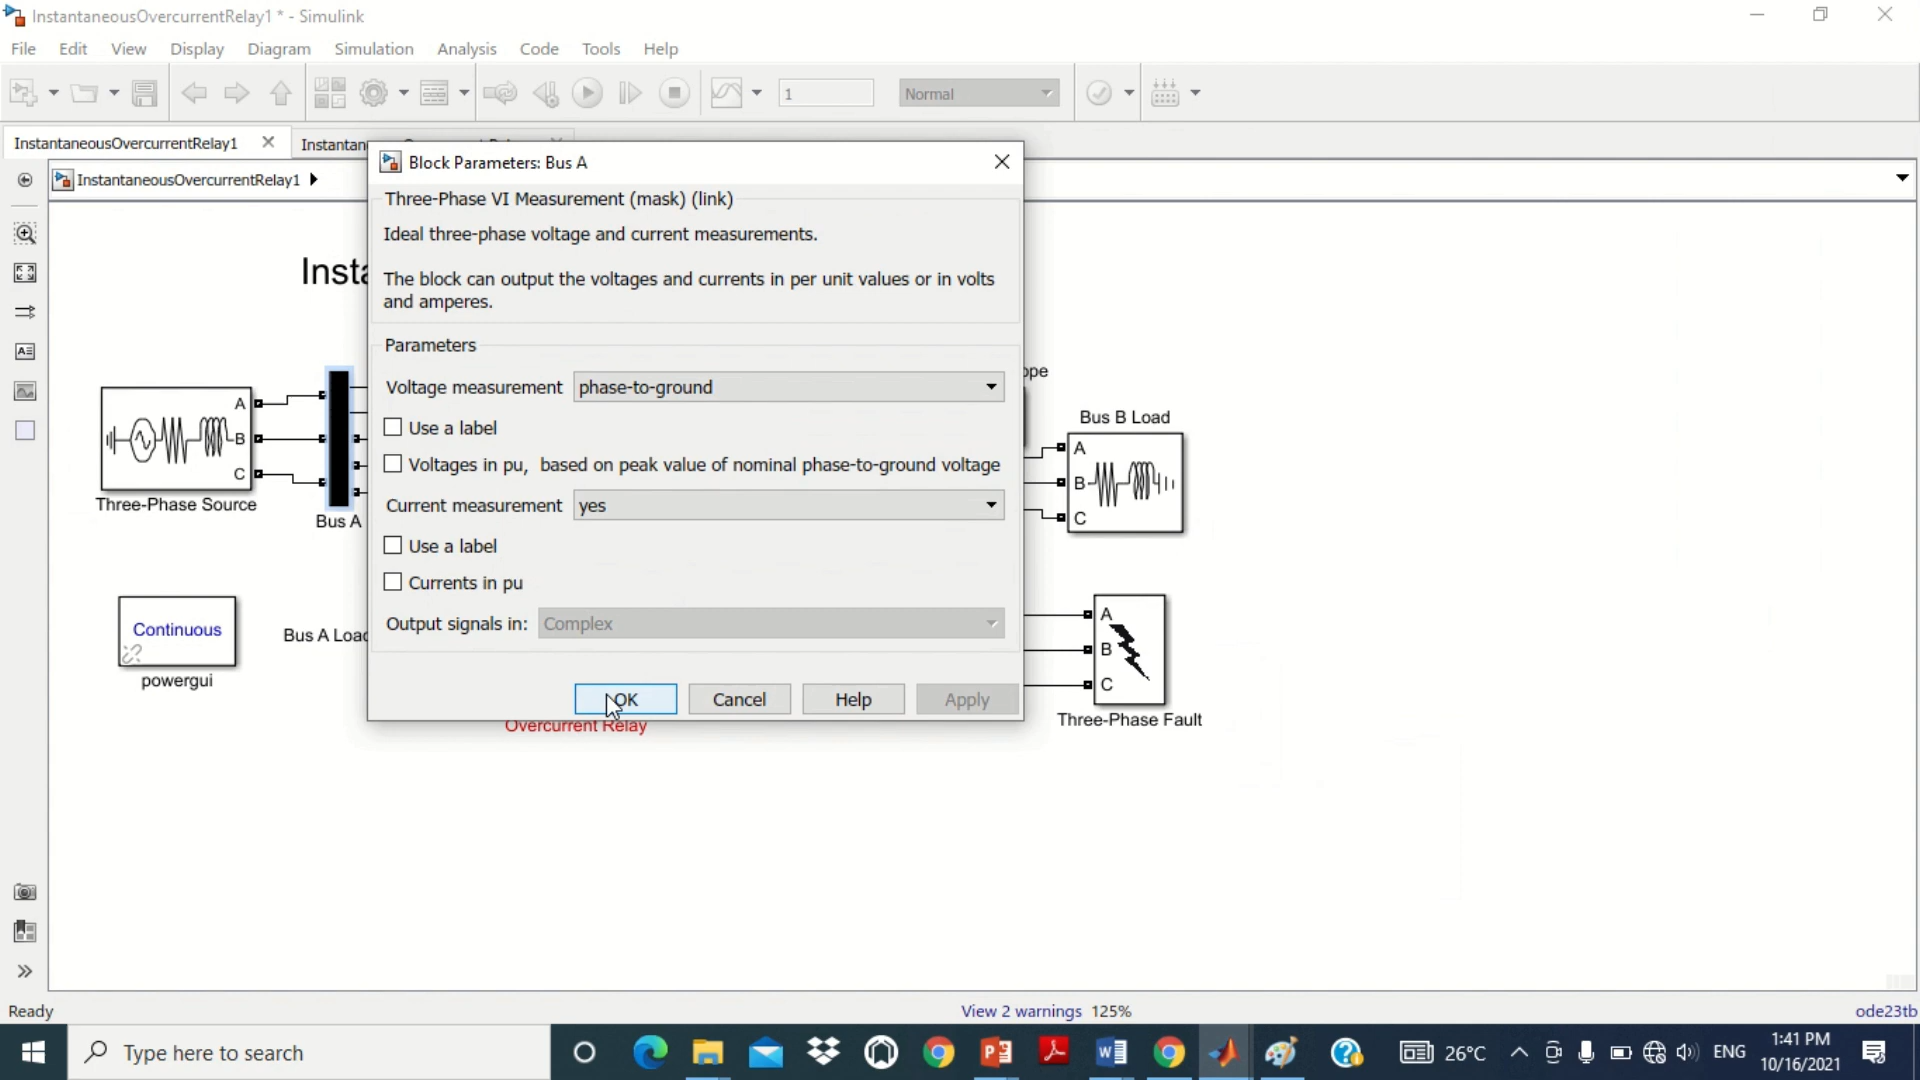 InstantaneousOvercurrentRelay1 * - Simulink
File Edit View Display Diagram Simulation Analysis Code Tools Help
1 Normal
InstantaneousOvercurrentRelay1
InstantaneousOvercurrentRelay1
Block Parameters: Bus A
Three-Phase VI Measurement (mask) (link)
Ideal three-phase voltage and current measurements.
The block can output the voltages and currents in per unit values or in volts
and amperes.
Parameters
Voltage measurement phase-to-ground
Use a label
Voltages in pu, based on peak value of nominal phase-to-ground voltage
Current measurement yes
Use a label
Currents in pu
Output signals in: Complex
OK Cancel Help Apply
A
B
C
Three-Phase Source
Bus A
Continuous
powergui
Overcurrent Relay
Bus B Load
A
B
C
A
B
C
Three-Phase Fault
Ready View 2 warnings 125% ode23tb
Type here to search 26°C ENG 1:41 PM
10/16/2021